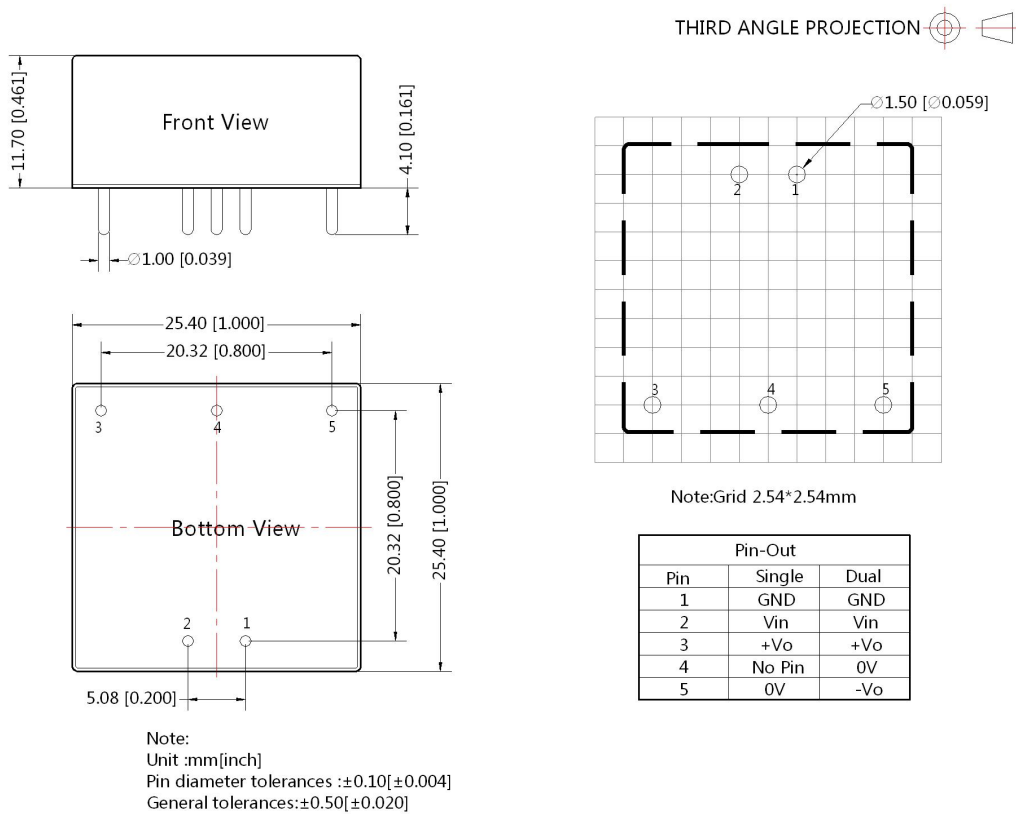 THIRD ANGLE PROJECTION
11.70 [0.461]
Front View
4.10 [0.161]
∅1.00 [0.039]
∅1.50 [∅0.059]
2
1
3
4
5
Note:Grid 2.54*2.54mm
25.40 [1.000]
20.32 [0.800]
3
4
5
Bottom View
20.32 [0.800]
25.40 [1.000]
2
1
5.08 [0.200]
Pin-Out
Pin Single Dual
1 GND GND
2 Vin Vin
3 +Vo +Vo
4 No Pin 0V
5 0V -Vo
Note:
Unit :mm[inch]
Pin diameter tolerances :±0.10[±0.004]
General tolerances:±0.50[±0.020]